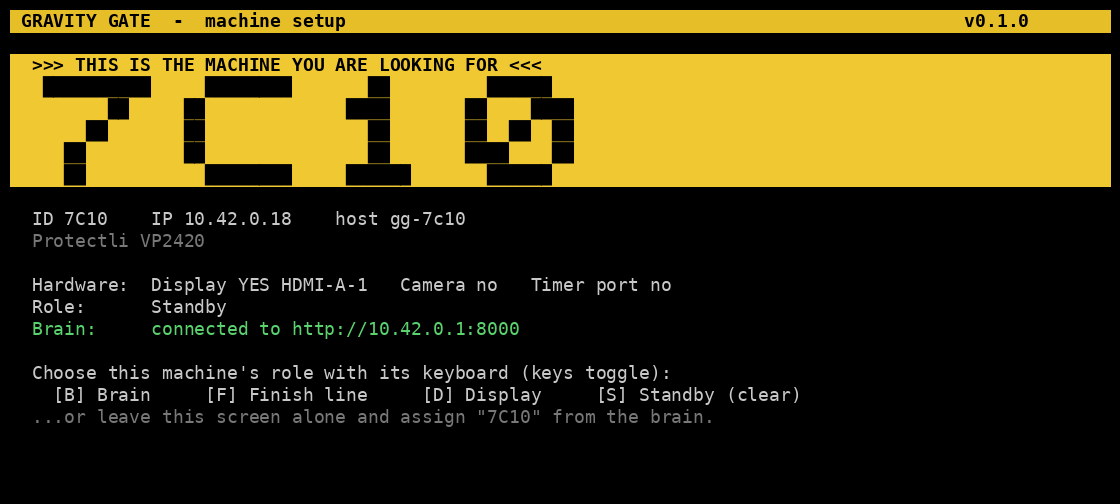 GRAVITY GATE - machine setup v0.1.0
>>> THIS IS THE MACHINE YOU ARE LOOKING FOR <<<
7C10
ID 7C10 IP 10.42.0.18 host gg-7c10
Protectli VP2420
Hardware: Display YES HDMI-A-1 Camera no Timer port no
Role: Standby
Brain: connected to http://10.42.0.1:8000
Choose this machine's role with its keyboard (keys toggle):
[B] Brain [F] Finish line [D] Display [S] Standby (clear)
...or leave this screen alone and assign "7C10" from the brain.